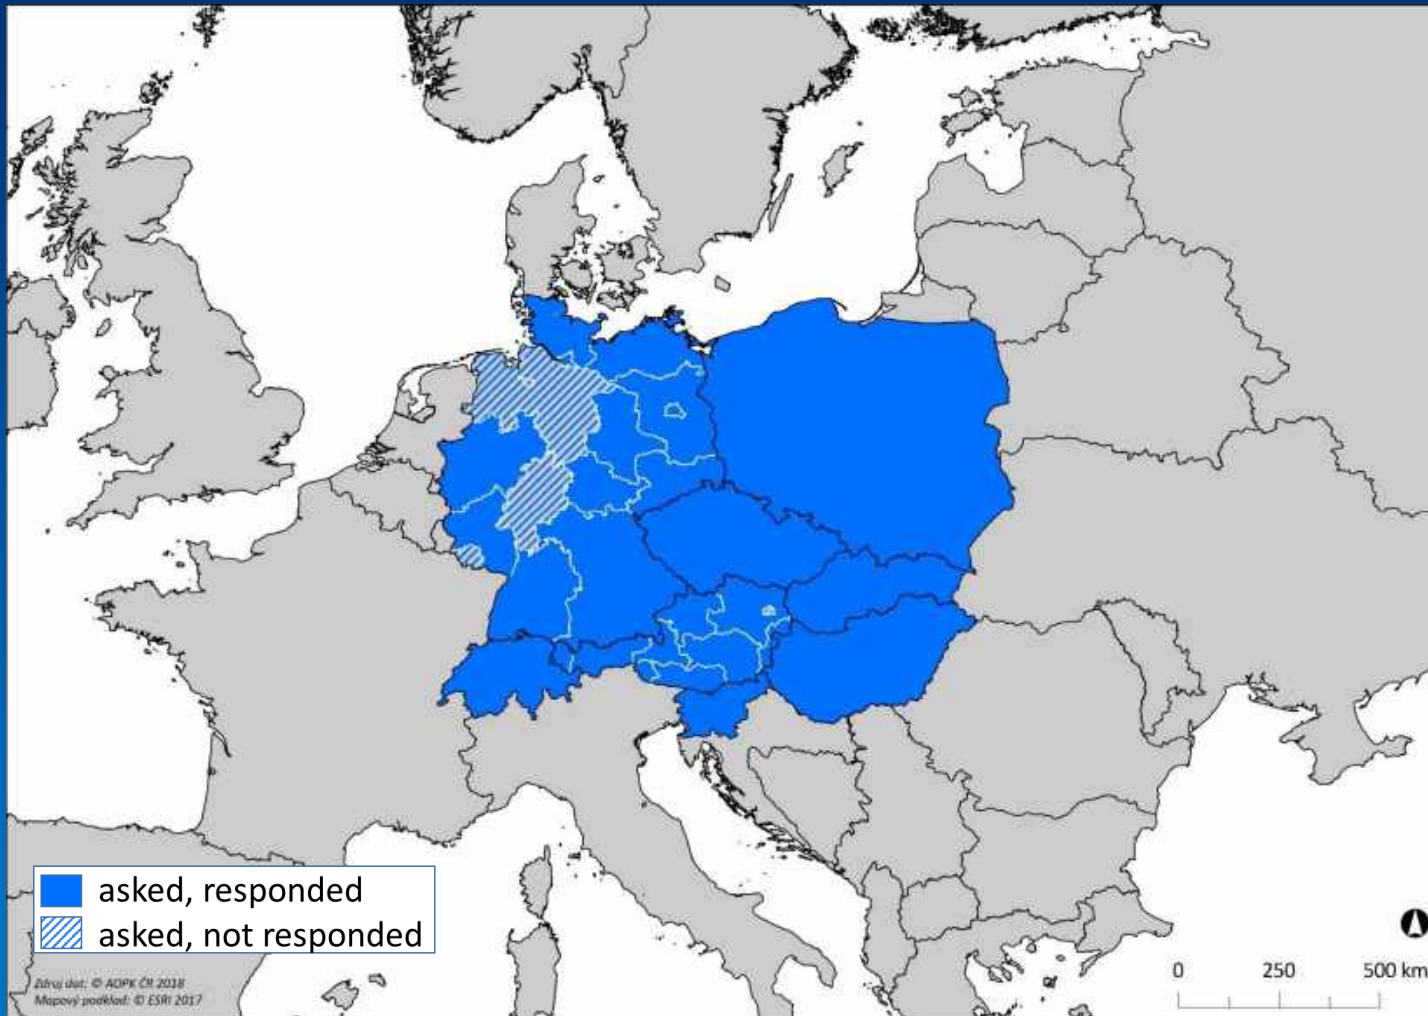 asked, responded
asked, not responded
Zdroj dat: © AOPK ČR 2018
Mapový podklad: © ESRI 2017
0 250 500 km